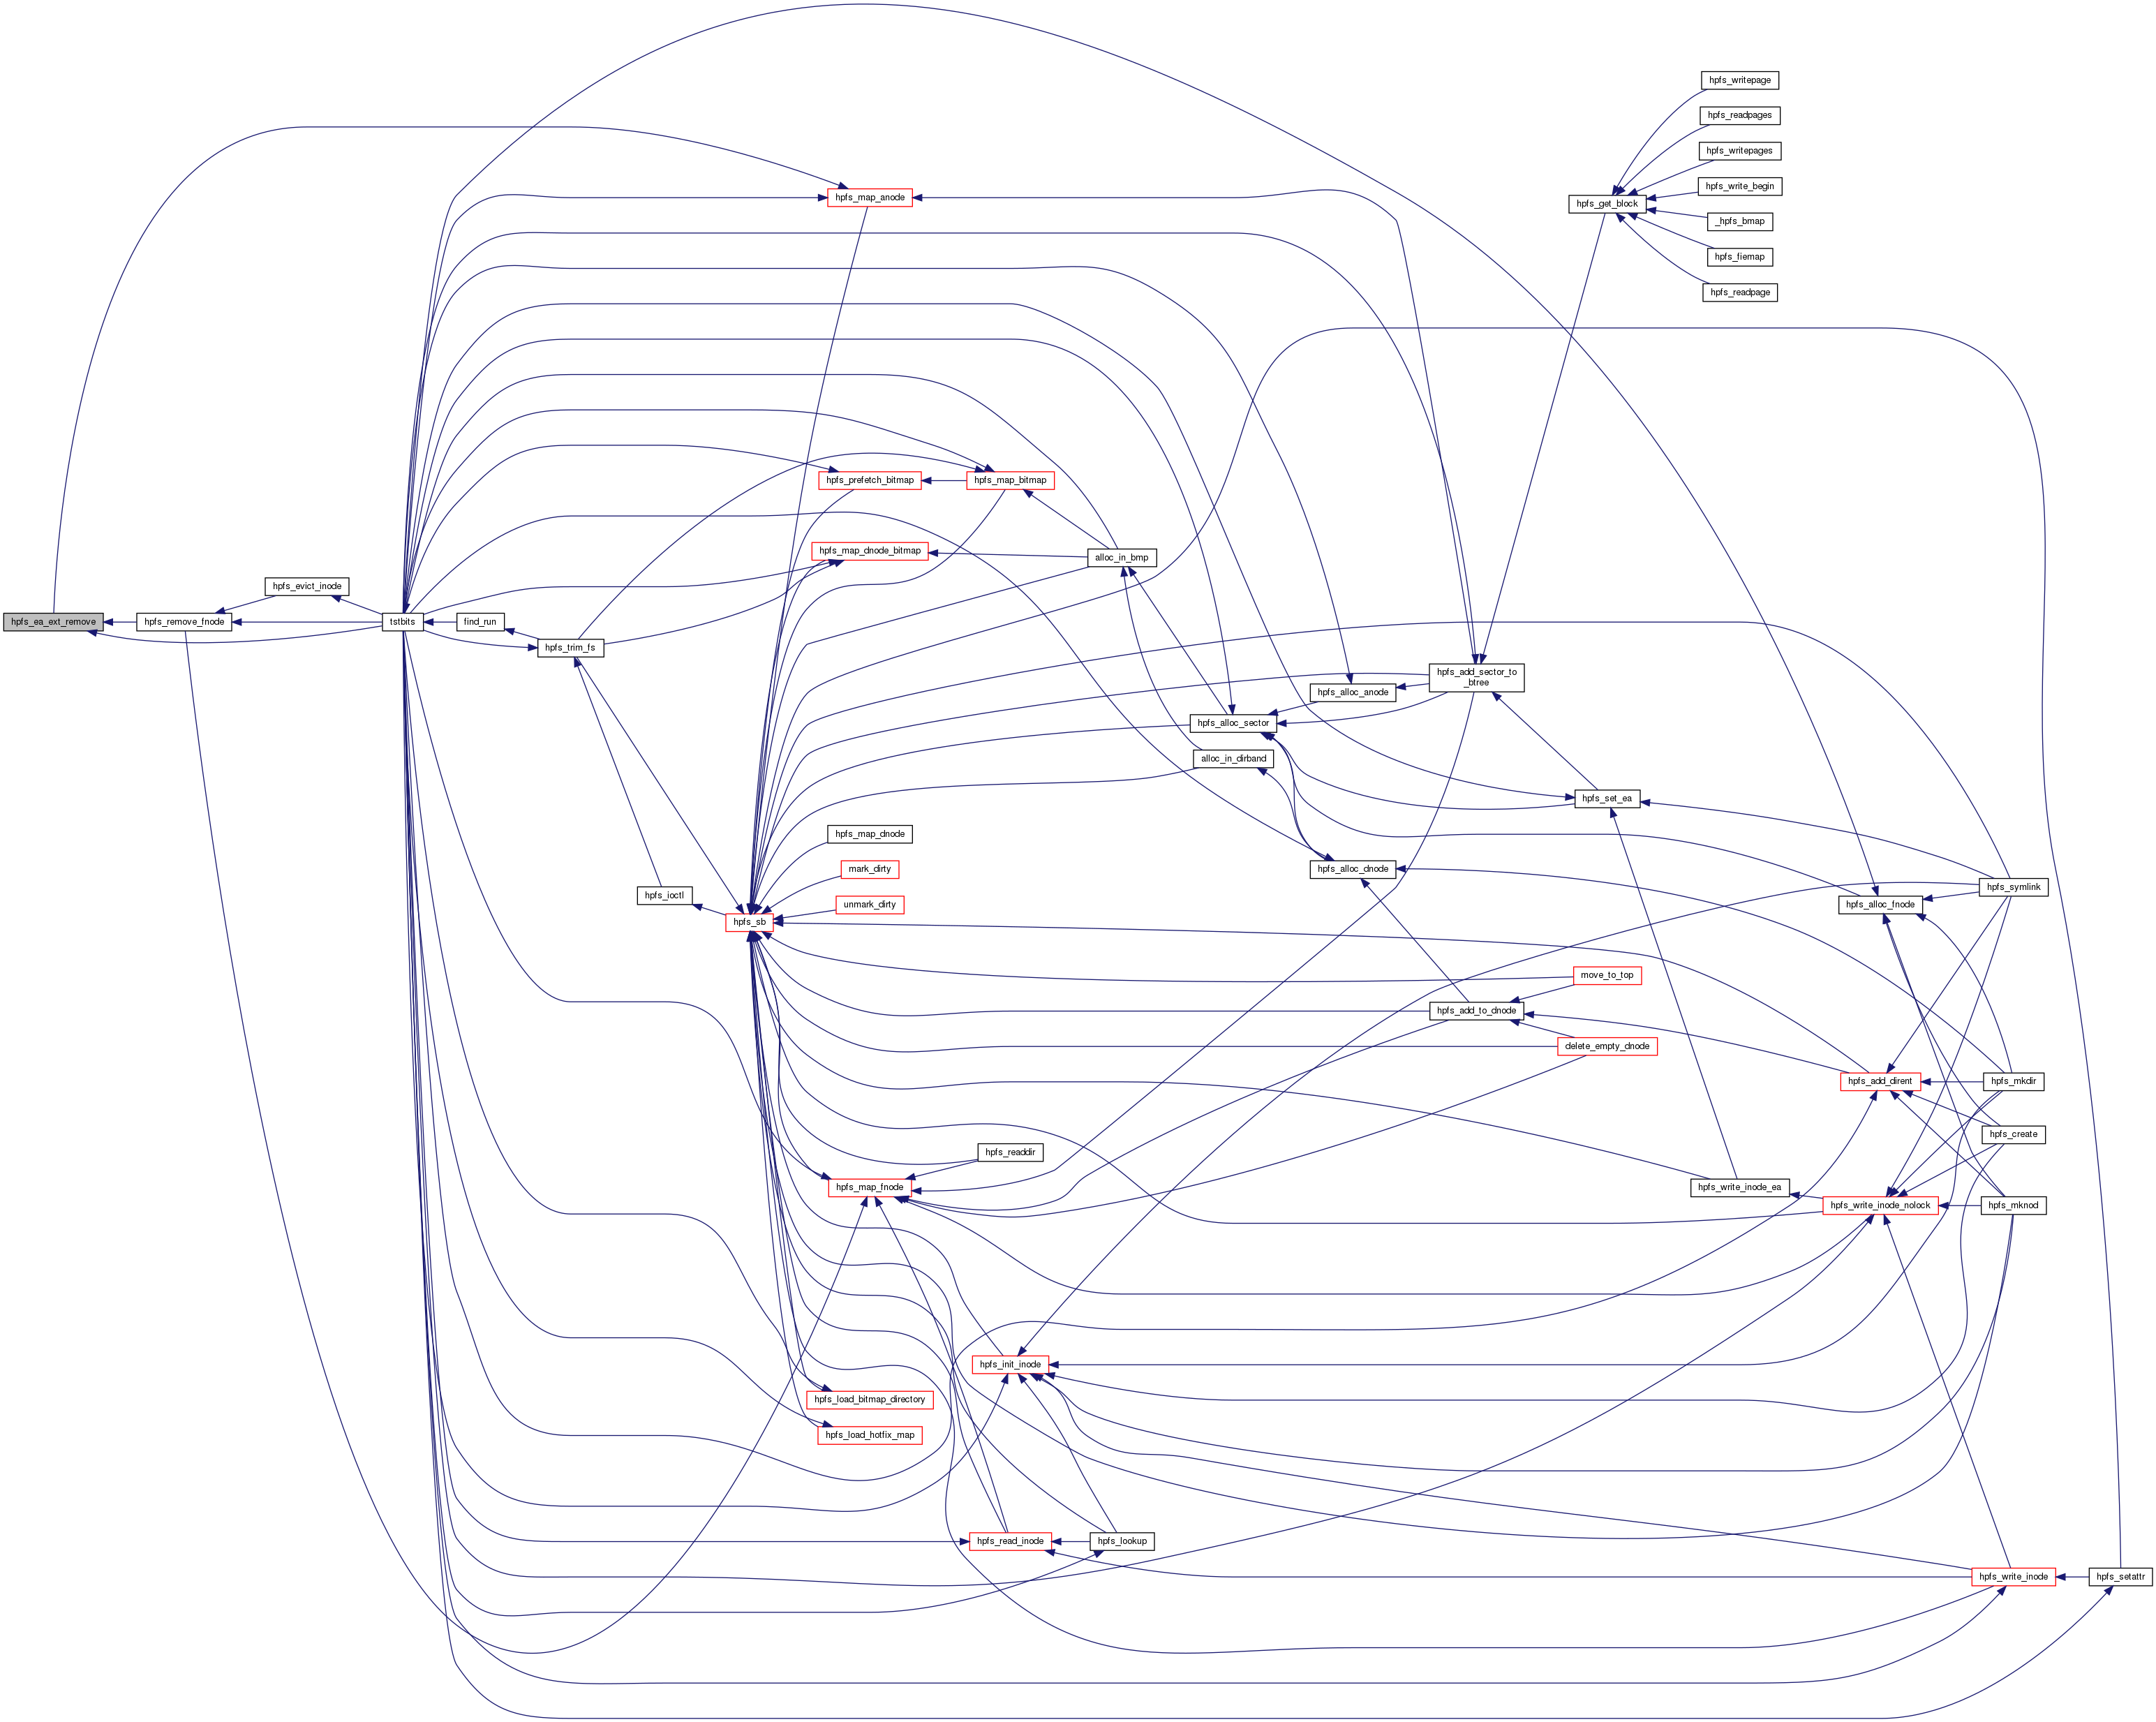 hpfs_writepage
hpfs_readpages
hpfs_writepages
hpfs_write_begin
hpfs_map_anode
hpfs_get_block
_hpfs_bmap
hpfs_fiemap
hpfs_readpage
hpfs_prefetch_bitmap
hpfs_map_bitmap
hpfs_map_dnode_bitmap
alloc_in_bmp
hpfs_evict_inode
hpfs_ea_ext_remove
hpfs_remove_fnode
tstbits
find_run
hpfs_trim_fs
hpfs_add_sector_to
_btree
hpfs_alloc_anode
hpfs_alloc_sector
alloc_in_dirband
hpfs_set_ea
hpfs_map_dnode
mark_dirty
hpfs_alloc_dnode
hpfs_symlink
hpfs_ioctl
unmark_dirty
hpfs_alloc_fnode
hpfs_sb
move_to_top
hpfs_add_to_dnode
delete_empty_dnode
hpfs_add_dirent
hpfs_mkdir
hpfs_create
hpfs_readdir
hpfs_map_fnode
hpfs_write_inode_ea
hpfs_write_inode_nolock
hpfs_mknod
hpfs_init_inode
hpfs_load_bitmap_directory
hpfs_load_hotfix_map
hpfs_read_inode
hpfs_lookup
hpfs_write_inode
hpfs_setattr